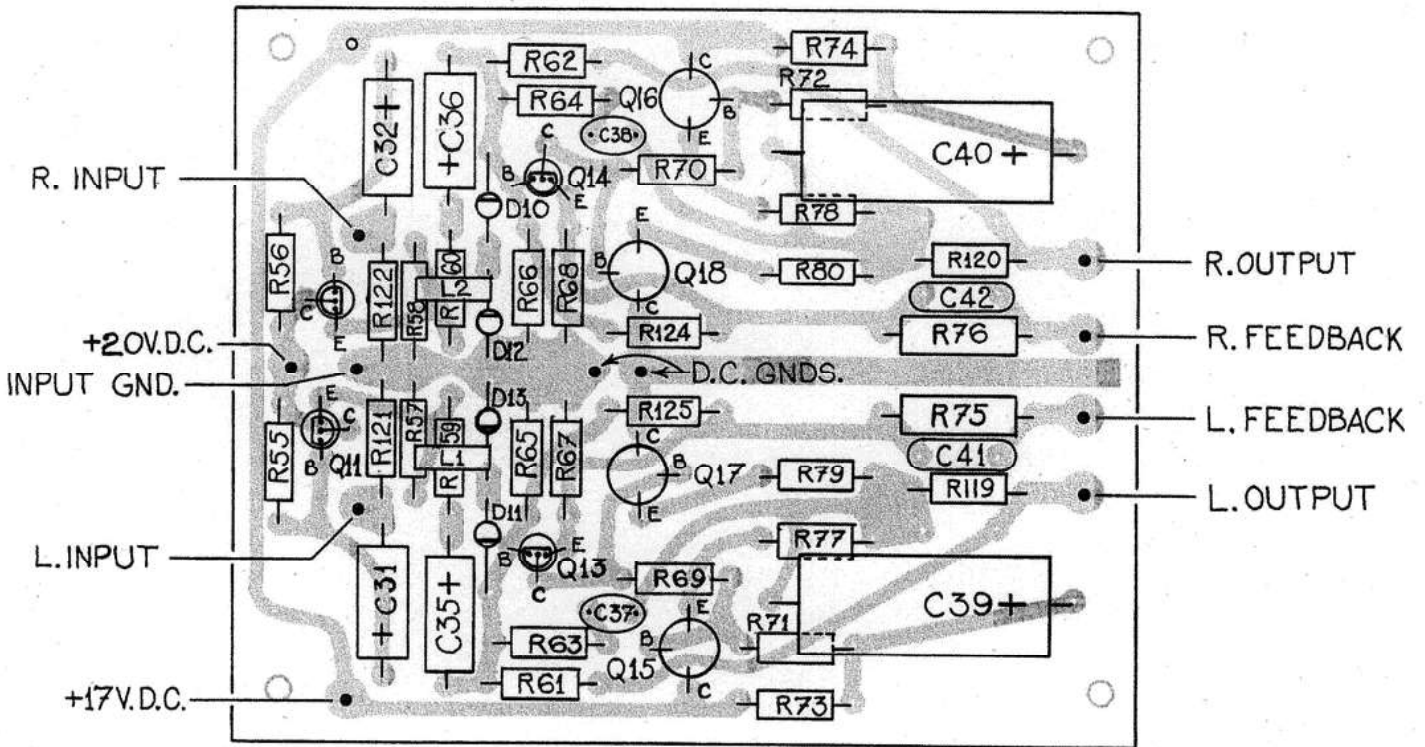 R74
R62
R72
C
R64
Q16
C32+
+C36
B
C38
E
C
C40 +
R. INPUT
R70
B
Q14
E
D10
R78
E
R56
B
R120
R.OUTPUT
B
Q18
R66
R68
R80
C
R122
R58
R60
L2
C42
E
C
R124
R76
R. FEEDBACK
+20V.D.C.
D12
INPUT GND.
D.C. GNDS.
E
D13
C
R125
R75
L. FEEDBACK
R55
R121
R57
R59
L1
R65
R67
C
C41
B
Q11
B
Q17
R79
R119
L. OUTPUT
E
D11
L. INPUT
B
E
Q13
R77
C
R69
+C31
C35+
C37
E
C39+
R71
R63
B
Q15
R61
C
+17V.D.C.
R73